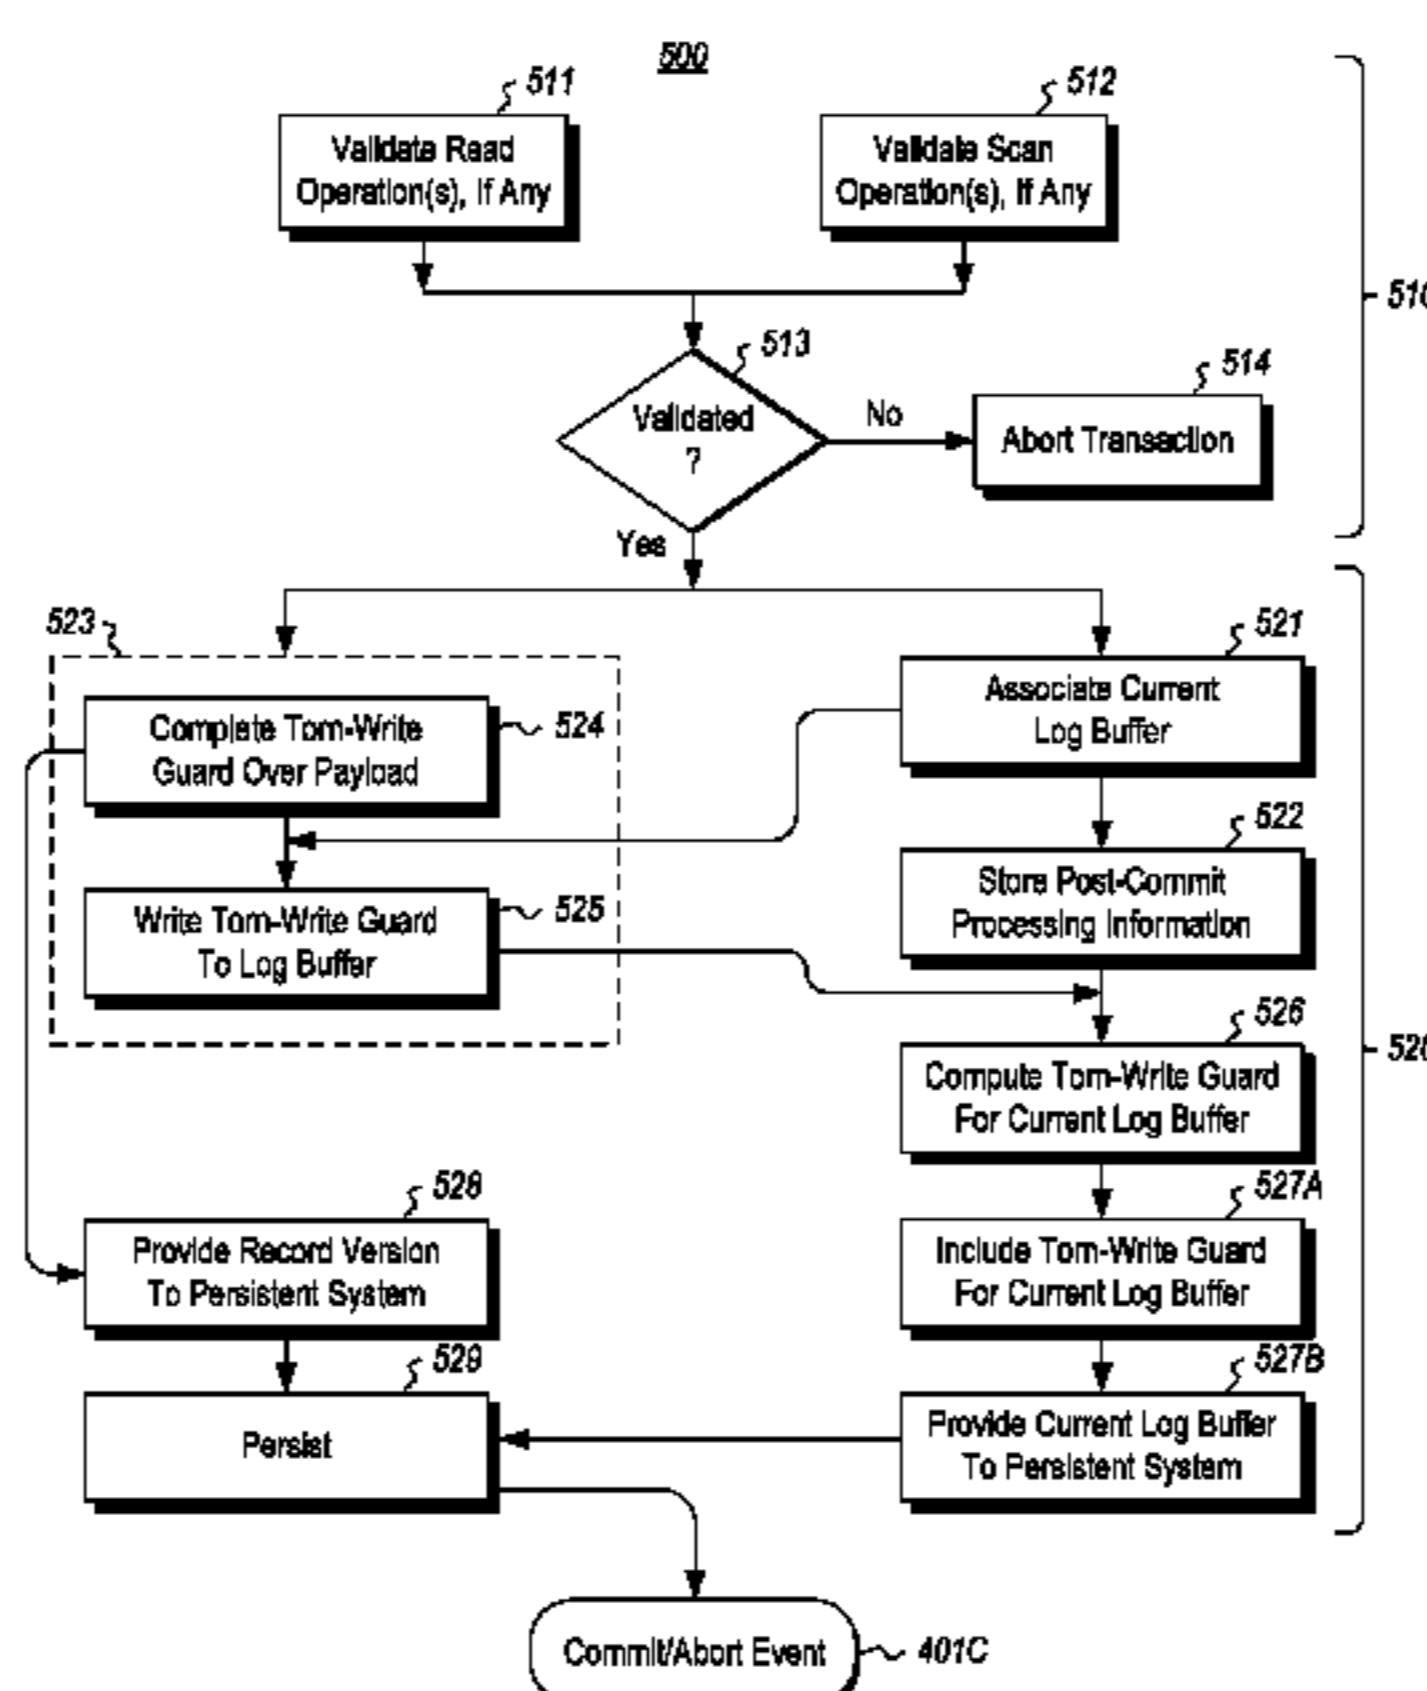 500
511
512
Validate Read
Operation(s), If Any
Validate Scan
Operation(s), If Any
510
513
Validated
?
No
514
Abort Transaction
Yes
523
521
Associate Current
Log Buffer
Complete Torn-Write
Guard Over Payload
524
522
Store Post-Commit
Processing Information
Write Torn-Write Guard
To Log Buffer
525
526
Compute Torn-Write Guard
For Current Log Buffer
520
528
527A
Provide Record Version
To Persistent System
Include Torn-Write Guard
For Current Log Buffer
529
527B
Persist
Provide Current Log Buffer
To Persistent System
Commit/Abort Event
401C